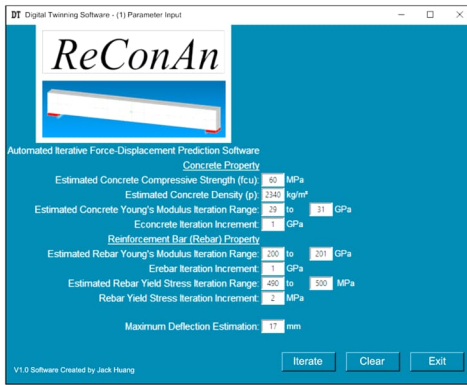 DT Digital Twinning Software - (1) Parameter Input
ReConAn
Automated Iterative Force-Displacement Prediction Software
Concrete Property
Estimated Concrete Compressive Strength (fcu): 60 MPa
Estimated Concrete Density (p): 2340 kg/m³
Estimated Concrete Young's Modulus Iteration Range: 29 to 31 GPa
Econcrete Iteration Increment: 1 GPa
Reinforcement Bar (Rebar) Property
Estimated Rebar Young's Modulus Iteration Range: 200 to 201 GPa
Erebar Iteration Increment: 1 GPa
Estimated Rebar Yield Stress Iteration Range: 490 to 500 MPa
Rebar Yield Stress Iteration Increment: 2 MPa
Maximum Deflection Estimation: 17 mm
Iterate Clear Exit
V1.0 Software Created by Jack Huang